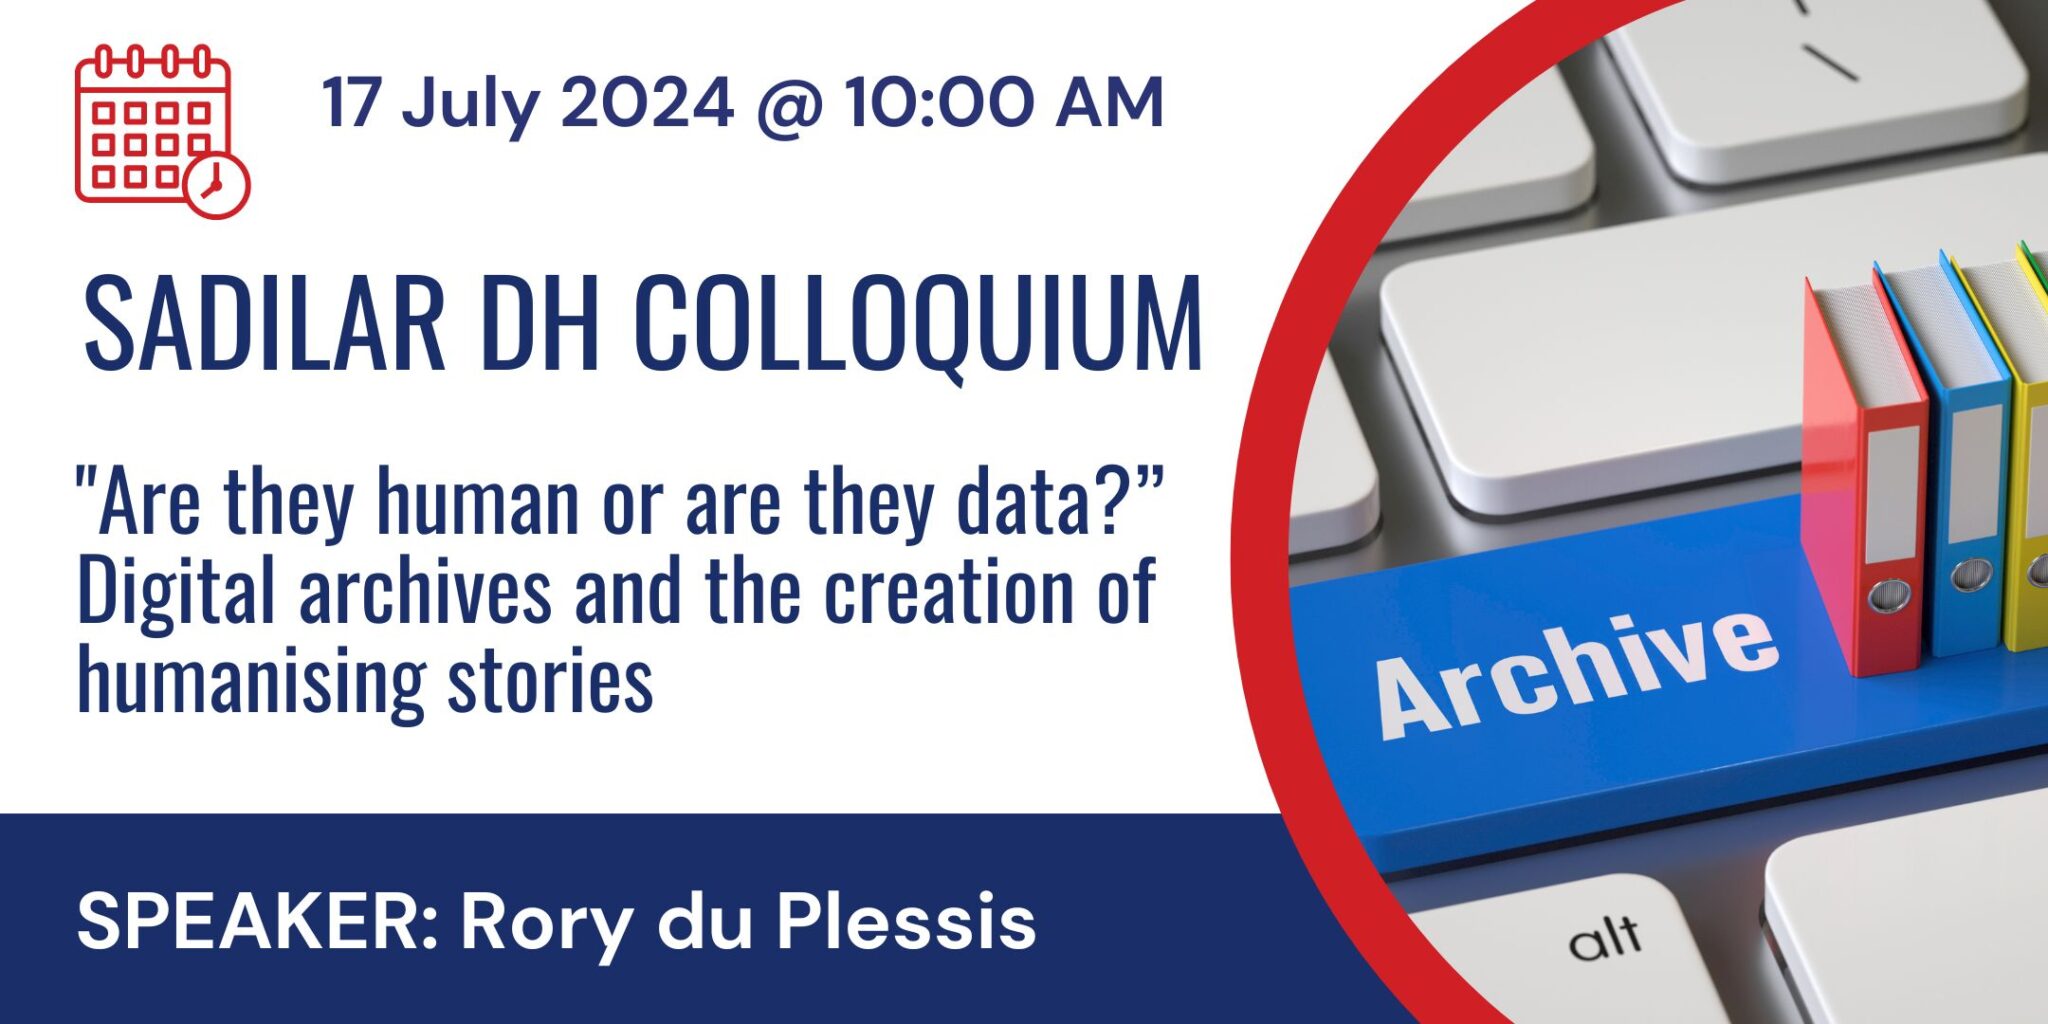 17 July 2024 @ 10:00 AM
SADILAR DH COLLOQUIUM
"Are they human or are they data?”
Digital archives and the creation of
humanising stories
SPEAKER: Rory du Plessis
Archive
alt